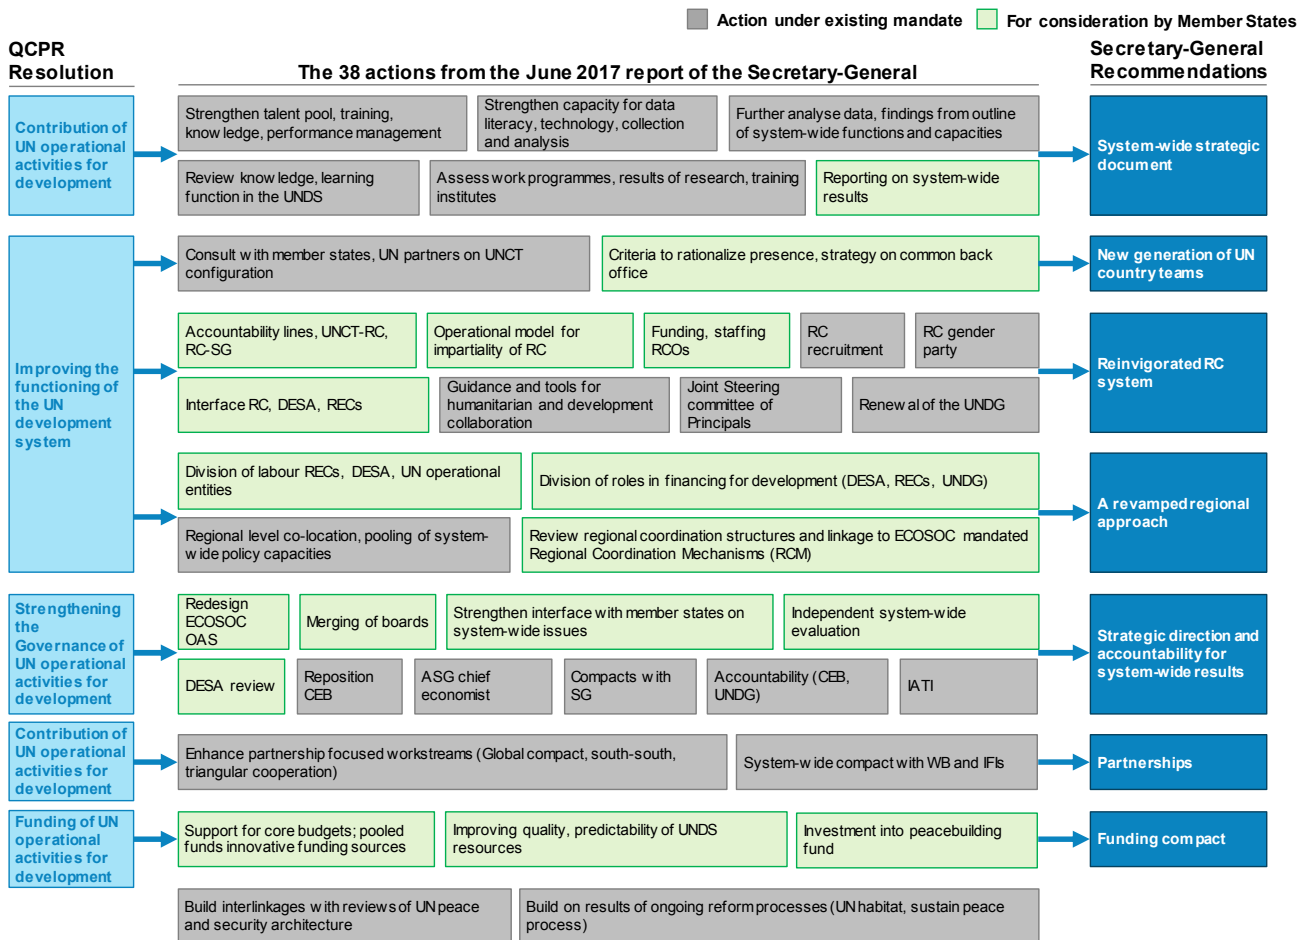 Action under existing mandate
For consideration by Member States
QCPR
Resolution
The 38 actions from the June 2017 report of the Secretary-General
Secretary-General
Recommendations
Contribution of
UN operational
activities for
development
Strengthen talent pool, training,
knowledge, performance management
Strengthen capacity for data
literacy, technology, collection
and analysis
Further analyse data, findings from outline
of system-wide functions and capacities
Review knowledge, learning
function in the UNDS
Assesss work programmes, results of research, training
institutes
Reporting on system-wide
results
System-wide strategic
document
Improving the
functioning of
the UN
development
system
Consult with member states, UN partners on UNCT
configuration
Criteria to rationalize presence, strategy on common back
office
New generation of UN
country teams
Accountability lines, UNCT-RC,
RC-SG
Operational model for
impartiality of RC
Funding, staffing
RCOs
RC
recruitment
RC gender
party
Interface RC, DESA, RECs
Guidance and tools for
humanitarian and development
collaboration
Joint Steering
committee of
Principals
Renewal of the UNDG
Reinvigorated RC
system
Division of labour RECs, DESA, UN operational
entities
Division of roles in financing for development (DESA, RECs, UNDG)
Regional level co-location, pooling of system-
wide policy capacities
Review regional coordination structures and linkage to ECOSOC mandated
Regional Coordination Mechanisms (RCM)
A revamped regional
approach
Strengthening
the
Governance of
UN operational
activities for
development
Redesign
ECOSOC
OAS
Merging of boards
Strengthen interface with member states on
system-wide issues
Independent system-wide
evaluation
DESA review
Reposition
CEB
ASG chief
economist
Compacts with
SG
Accountability (CEB,
UNDG)
IATI
Strategic direction and
accountability for
system-wide results
Contribution of
UN operational
activities for
development
Enhance partnership focused workstreams (Global compact, south-south,
triangular cooperation)
System-wide compact with WB and IFIs
Partnerships
Funding of UN
operational
activities for
development
Support for core budgets; pooled
funds innovative funding sources
Improving quality, predictability of UNDS
resources
Investment into peacebuilding
fund
Funding compact
Build interlinkages with reviews of UN peace
and security architecture
Build on results of ongoing reform processes (UN habitat, sustain peace
process)